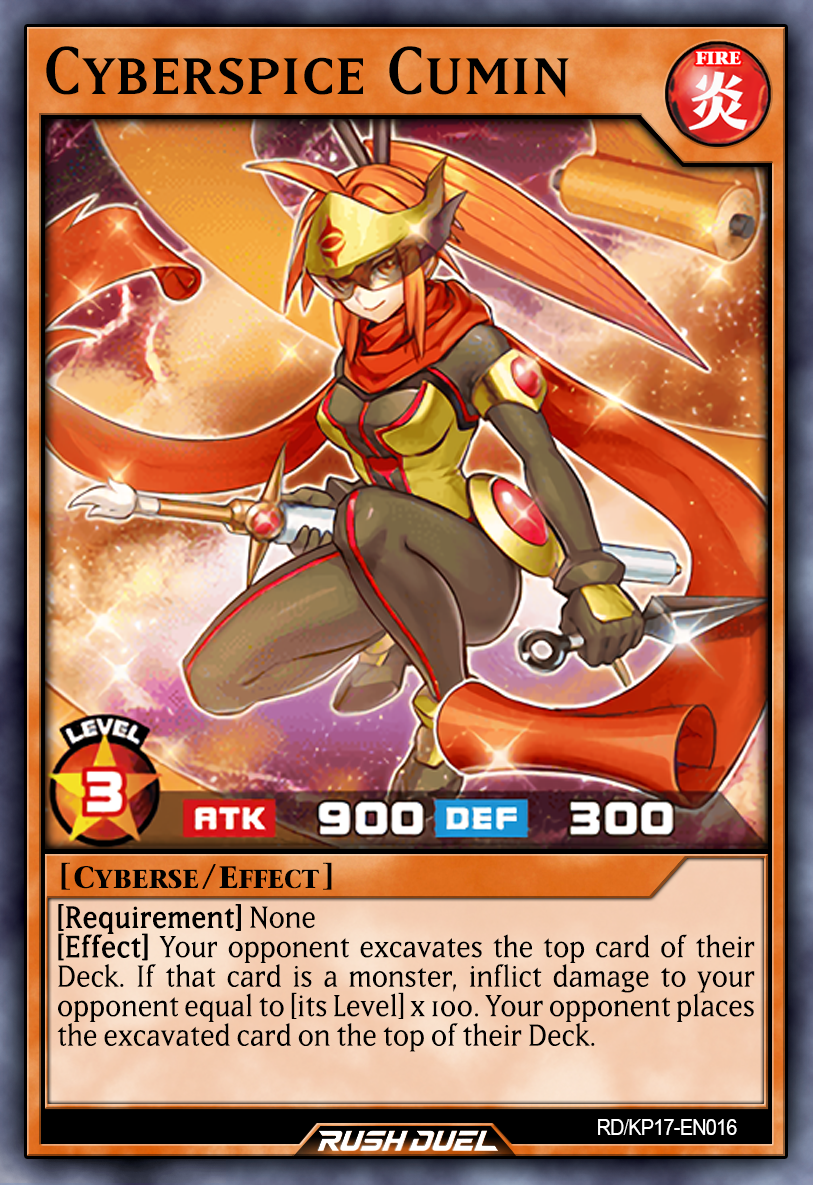 Cyberspice Cumin
FIRE
炎
LEVEL
3
ATK 900 DEF 300
[Cyberse/Effect]
[Requirement] None
[Effect] Your opponent excavates the top card of their
Deck. If that card is a monster, inflict damage to your
opponent equal to [its Level] x 100. Your opponent places
the excavated card on the top of their Deck.
RUSH DUEL
RD/KP17-EN016